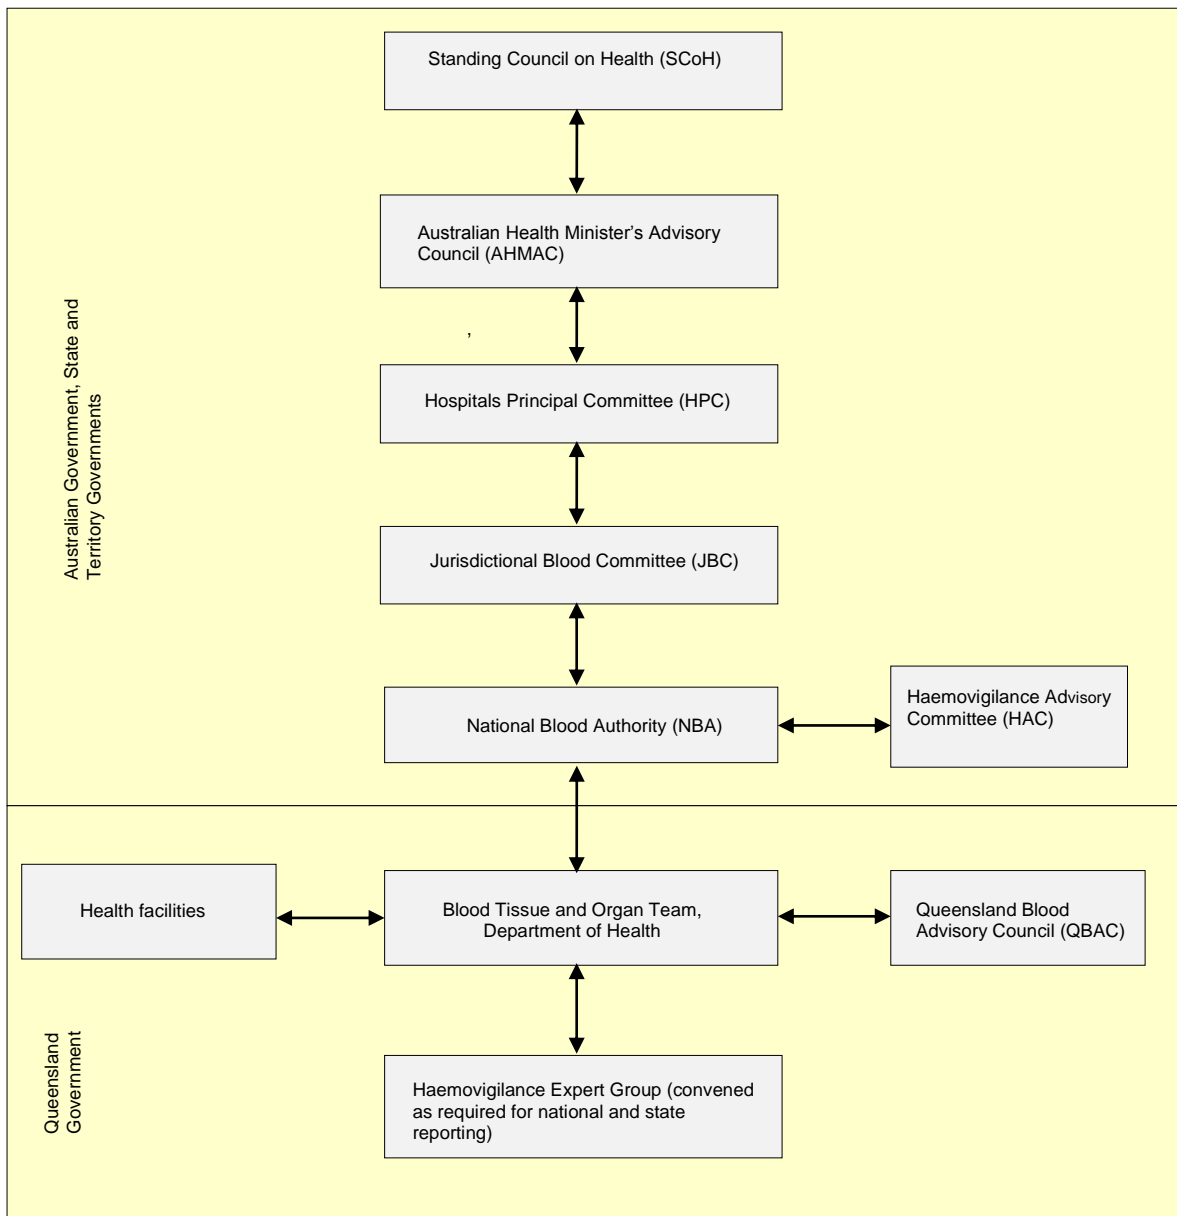 Standing Council on Health (SCoH)
Australian Health Minister’s Advisory
Council (AHMAC)
,
Hospitals Principal Committee (HPC)
Jurisdictional Blood Committee (JBC)
National Blood Authority (NBA)
Haemovigilance Advisory
Committee (HAC)
Australian Government, State and
Territory Governments
Health facilities
Blood Tissue and Organ Team,
Department of Health
Queensland Blood
Advisory Council (QBAC)
Haemovigilance Expert Group (convened
as required for national and state
reporting)
Queensland
Government